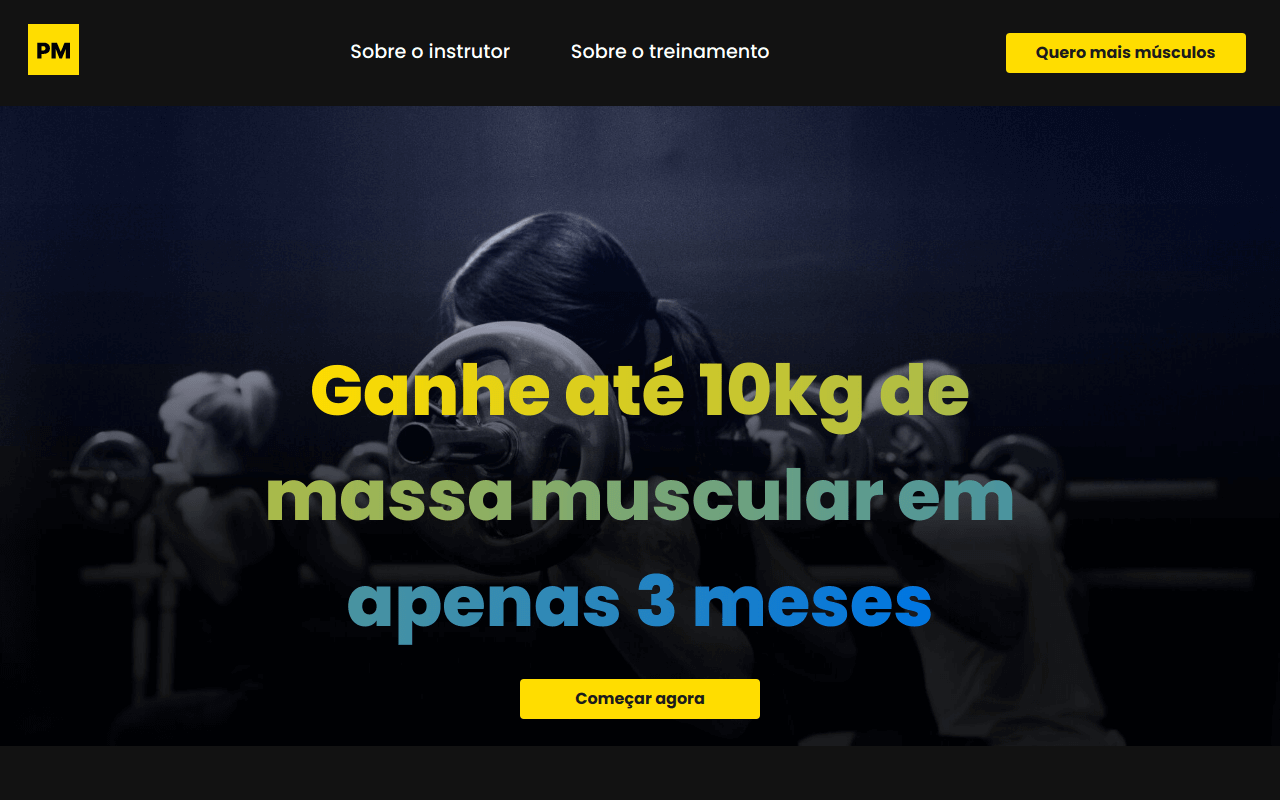 PM
Sobre o instrutor
Sobre o treinamento
Quero mais músculos
Ganhe até 10kg de
massa muscular em
apenas 3 meses
Começar agora